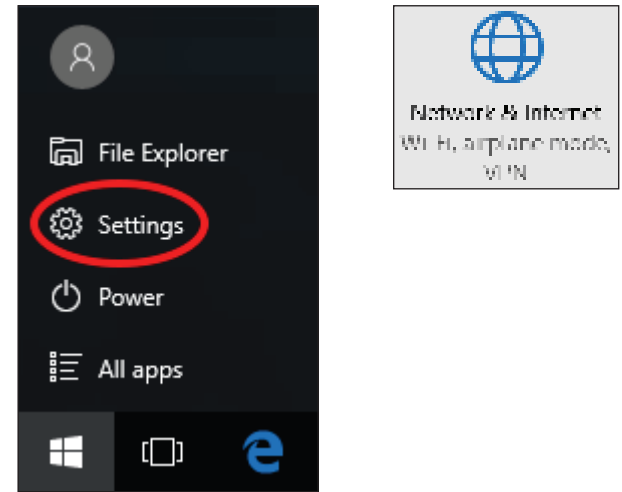 File Explorer
Settings
Power
All apps
Network & Internet
Wi-Fi, airplane mode,
VPN